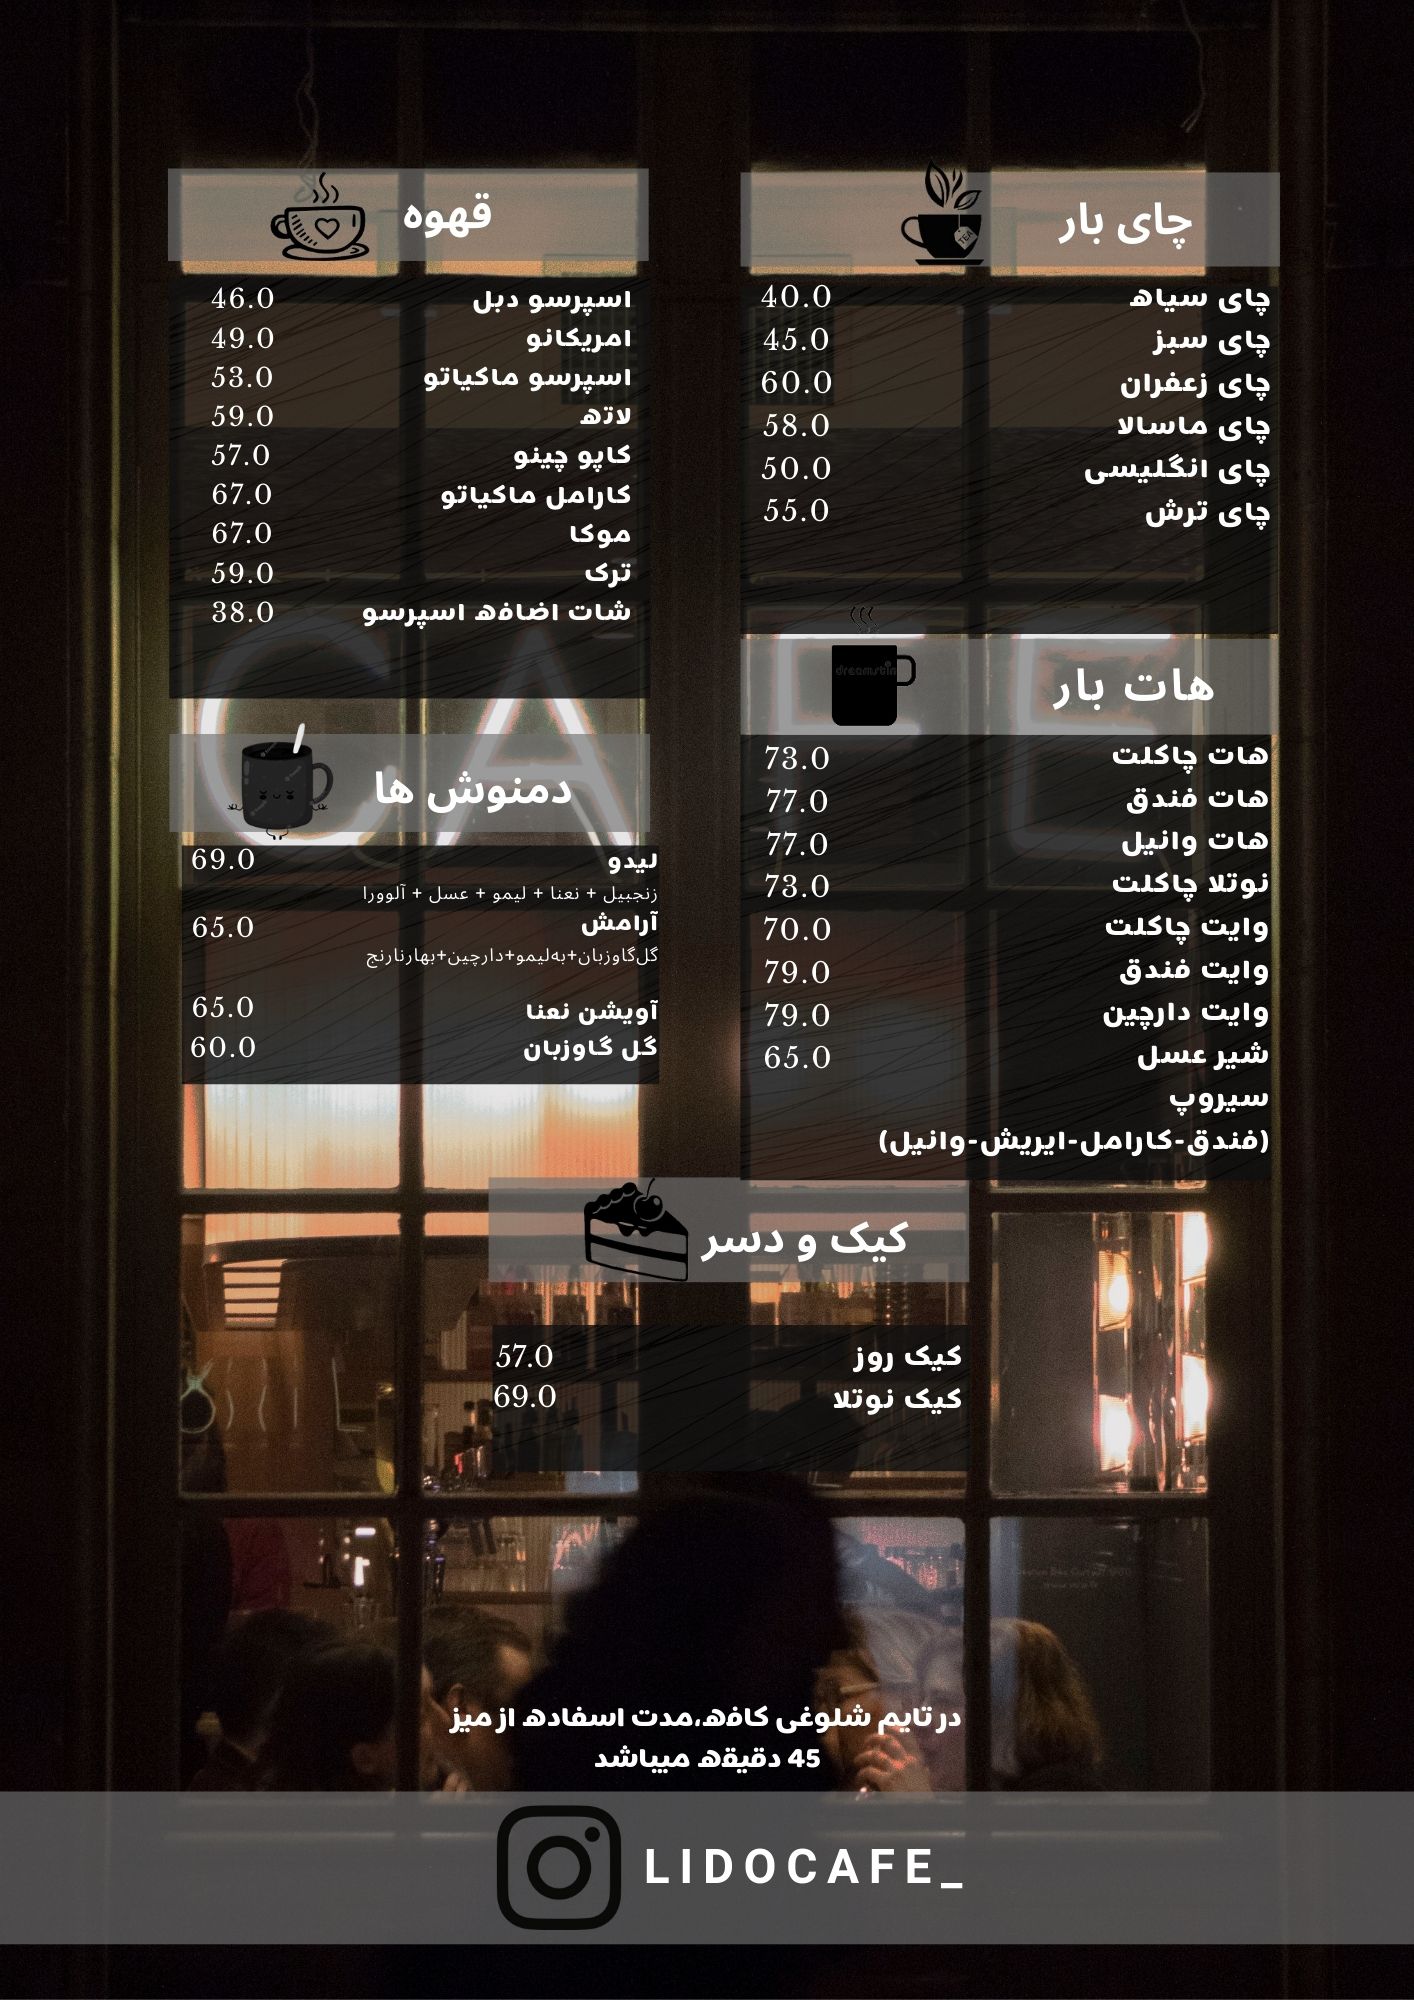 چای بار
چای سیاه 40.0
چای سبز 45.0
چای زعفران 60.0
چای ماسالا 58.0
چای انگلیسی 50.0
چای ترش 55.0
هات بار
هات چاکلت 73.0
هات فندق 77.0
هات وانیل 77.0
نوتلا چاکلت 73.0
وایت چاکلت 70.0
وایت فندق 79.0
وایت دارچین 79.0
شیر عسل 65.0
سیروپ
(فندق-کارامل-ایریش-وانیل)
قهوه
اسپرسو دبل 46.0
امریکانو 49.0
اسپرسو ماکیاتو 53.0
لاته 59.0
کاپو چینو 57.0
کارامل ماکیاتو 67.0
موکا 67.0
ترک 59.0
شات اضافه اسپرسو 38.0
دمنوش ها
لیدو 69.0
زنجبیل + نعنا + لیمو + عسل + آلوورا
آرامش 65.0
گل‌گاوزبان+به‌لیمو+دارچین+بهارنارنج
آویشن نعنا 65.0
گل گاوزبان 60.0
کیک و دسر
کیک روز 57.0
کیک نوتلا 69.0
در تایم شلوغی کافه،مدت اسفاده از میز
45 دقیقه میباشد
LIDOCAFE_
TEA
CAFE